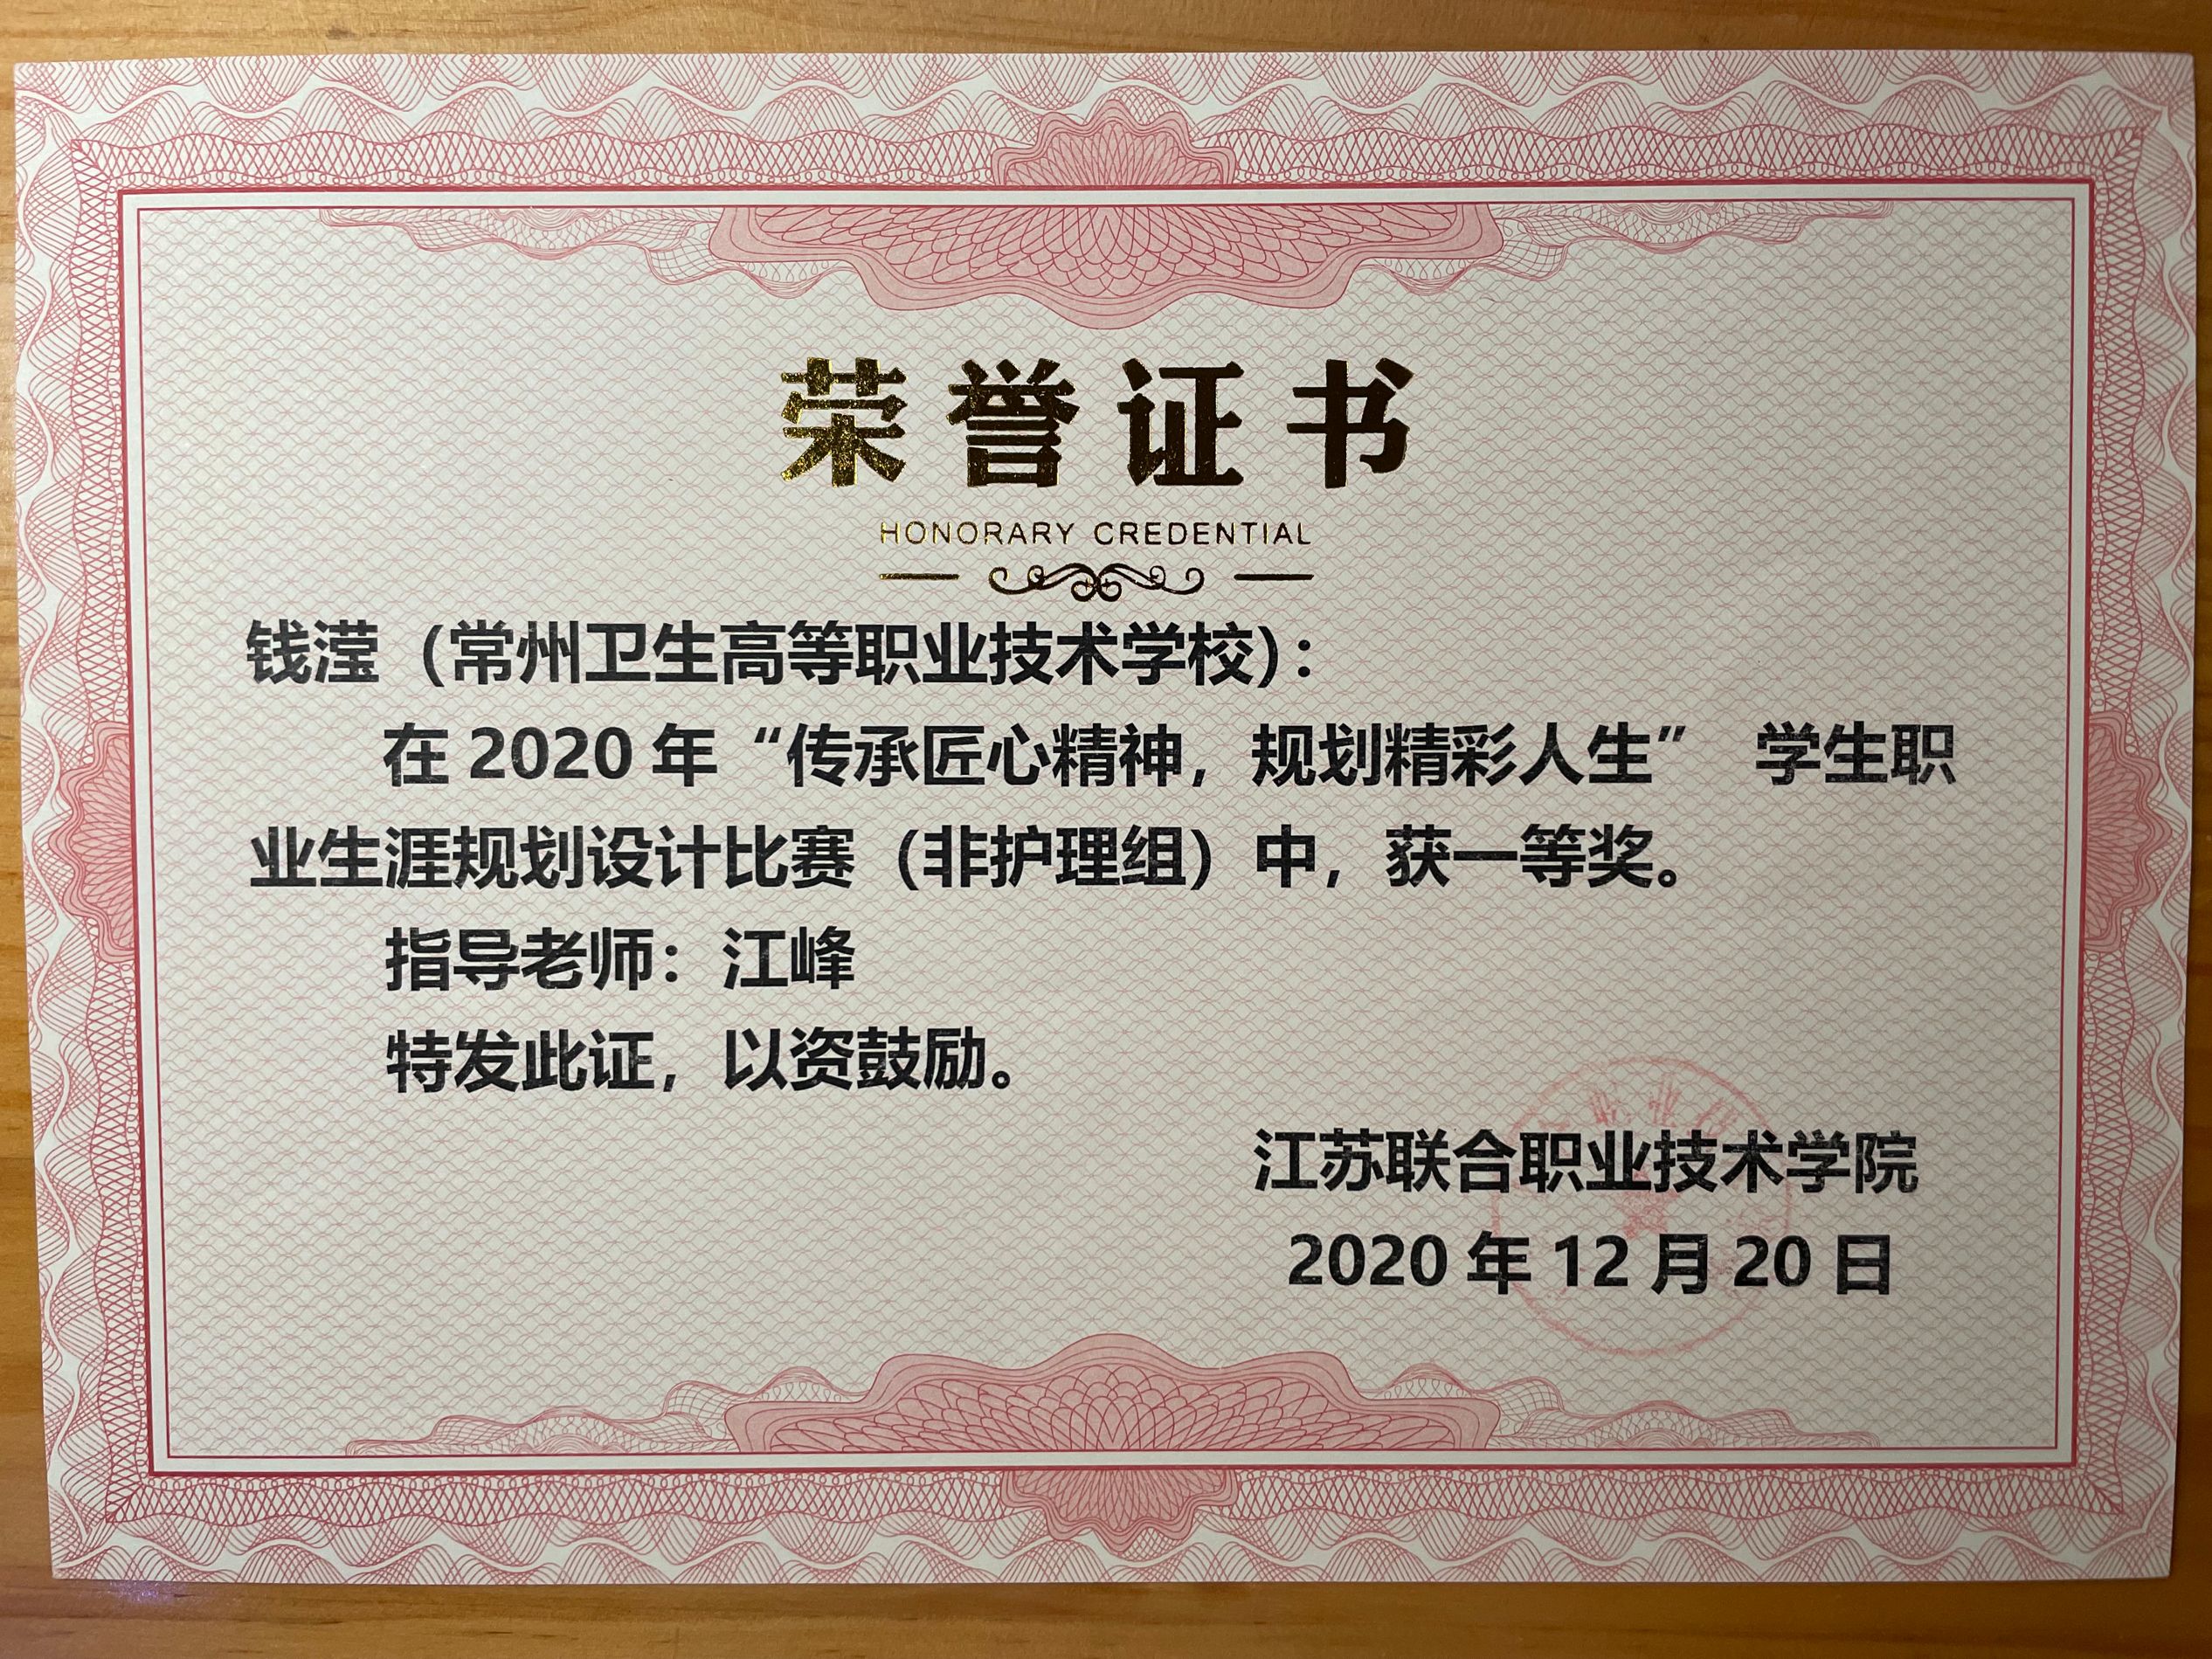 荣誉证书
HONORARY CREDENTIAL
钱滢（常州卫生高等职业技术学校）：
在 2020 年“传承匠心精神，规划精彩人生” 学生职
业生涯规划设计比赛（非护理组）中，获一等奖。
指导老师：江峰
特发此证，以资鼓励。
江苏联合职业技术学院
2020 年 12 月 20 日